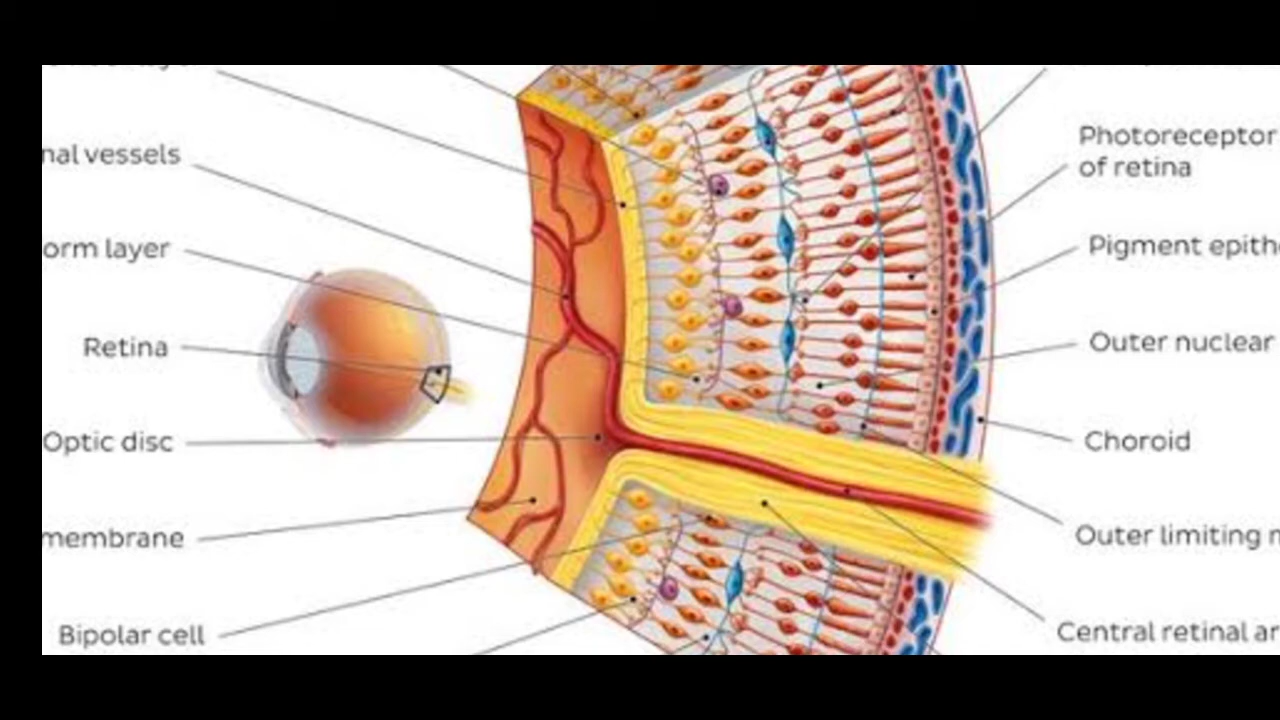 nal vessels
orm layer
Retina
Optic disc
membrane
Bipolar cell
Photoreceptor
of retina
Pigment epith
Outer nuclear
Choroid
Outer limiting m
Central retinal ar